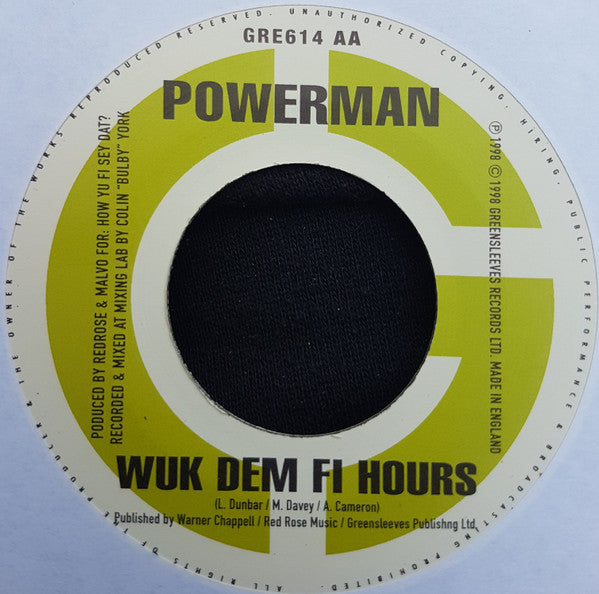 GRE614 AA
POWERMAN
PODUCED BY REDROSE & MALVO FOR: HOW YU FI SEY DAT?
RECORDED & MIXED AT MIXING LAB BY COLIN "BULBY" YORK
℗ 1998 © 1998 GREENSLEEVES RECORDS LTD. MADE IN ENGLAND
WUK DEM FI HOURS
(L. Dunbar / M. Davey / A. Cameron)
Published by Warner Chappell / Red Rose Music / Greensleeves Publishng Ltd.
ALL RIGHTS OF THE PRODUCER. THE OWNER OF THE WORKS REPRODUCED RESERVED. UNAUTHORIZED COPYING, HIRING, PUBLIC PERFORMANCE & BROADCASTING PROHIBITED.